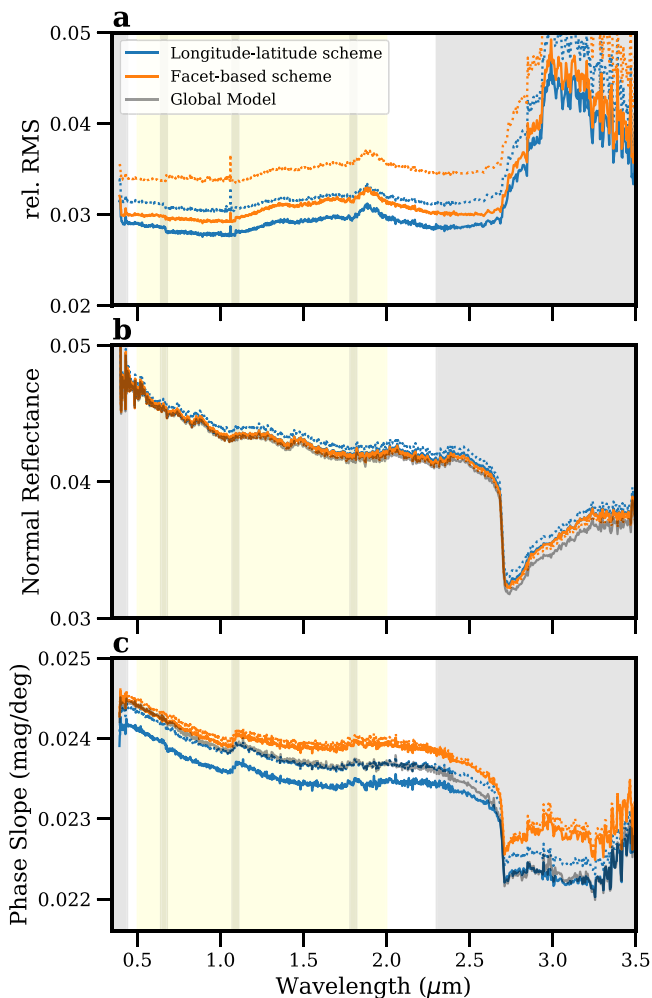 a
0.05
0.04
0.03
0.02
rel. RMS
Longitude-latitude scheme
Facet-based scheme
Global Model
b
0.05
0.04
0.03
Normal Reflectance
c
0.025
0.024
0.023
0.022
Phase Slope (mag/deg)
0.5 1.0 1.5 2.0 2.5 3.0 3.5
Wavelength (μm)